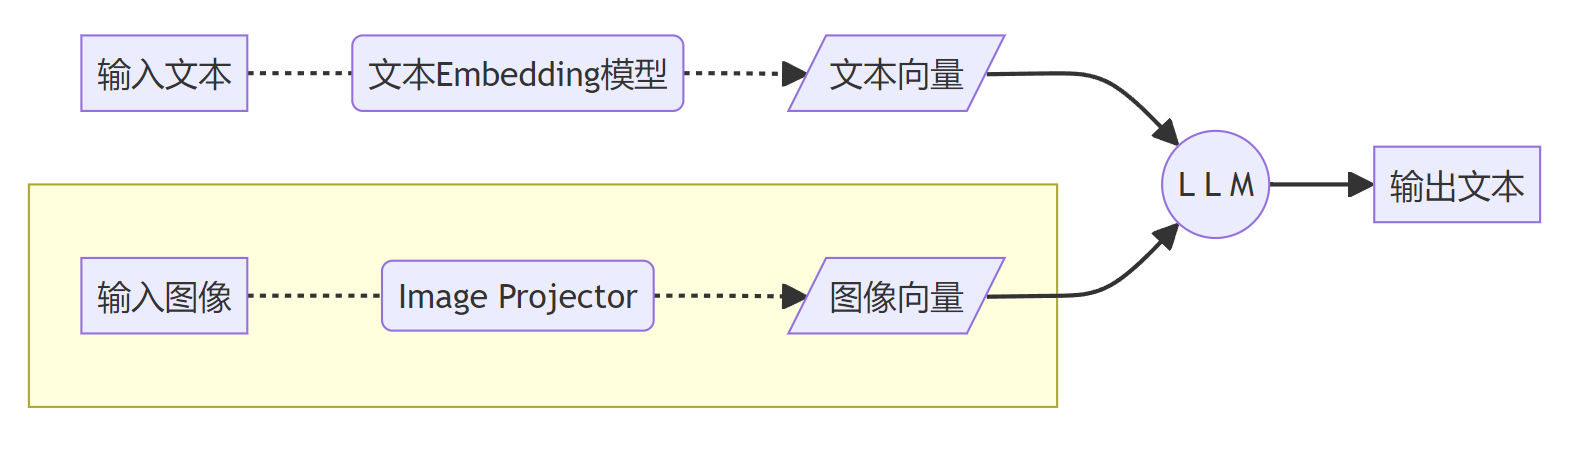 输入文本
文本Embedding模型
文本向量
L L M
输出文本
输入图像
Image Projector
图像向量